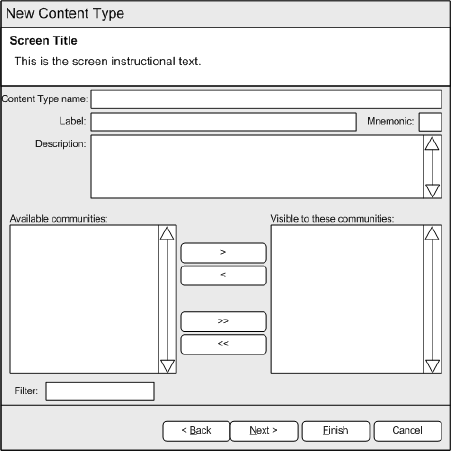 New Content Type
Screen Title
This is the screen instructional text.
Content Type name:
Label: Mnemonic:
Description:
Available communities: Visible to these communities:
>
<
>>
<<
Filter:
< Back Next > Finish Cancel